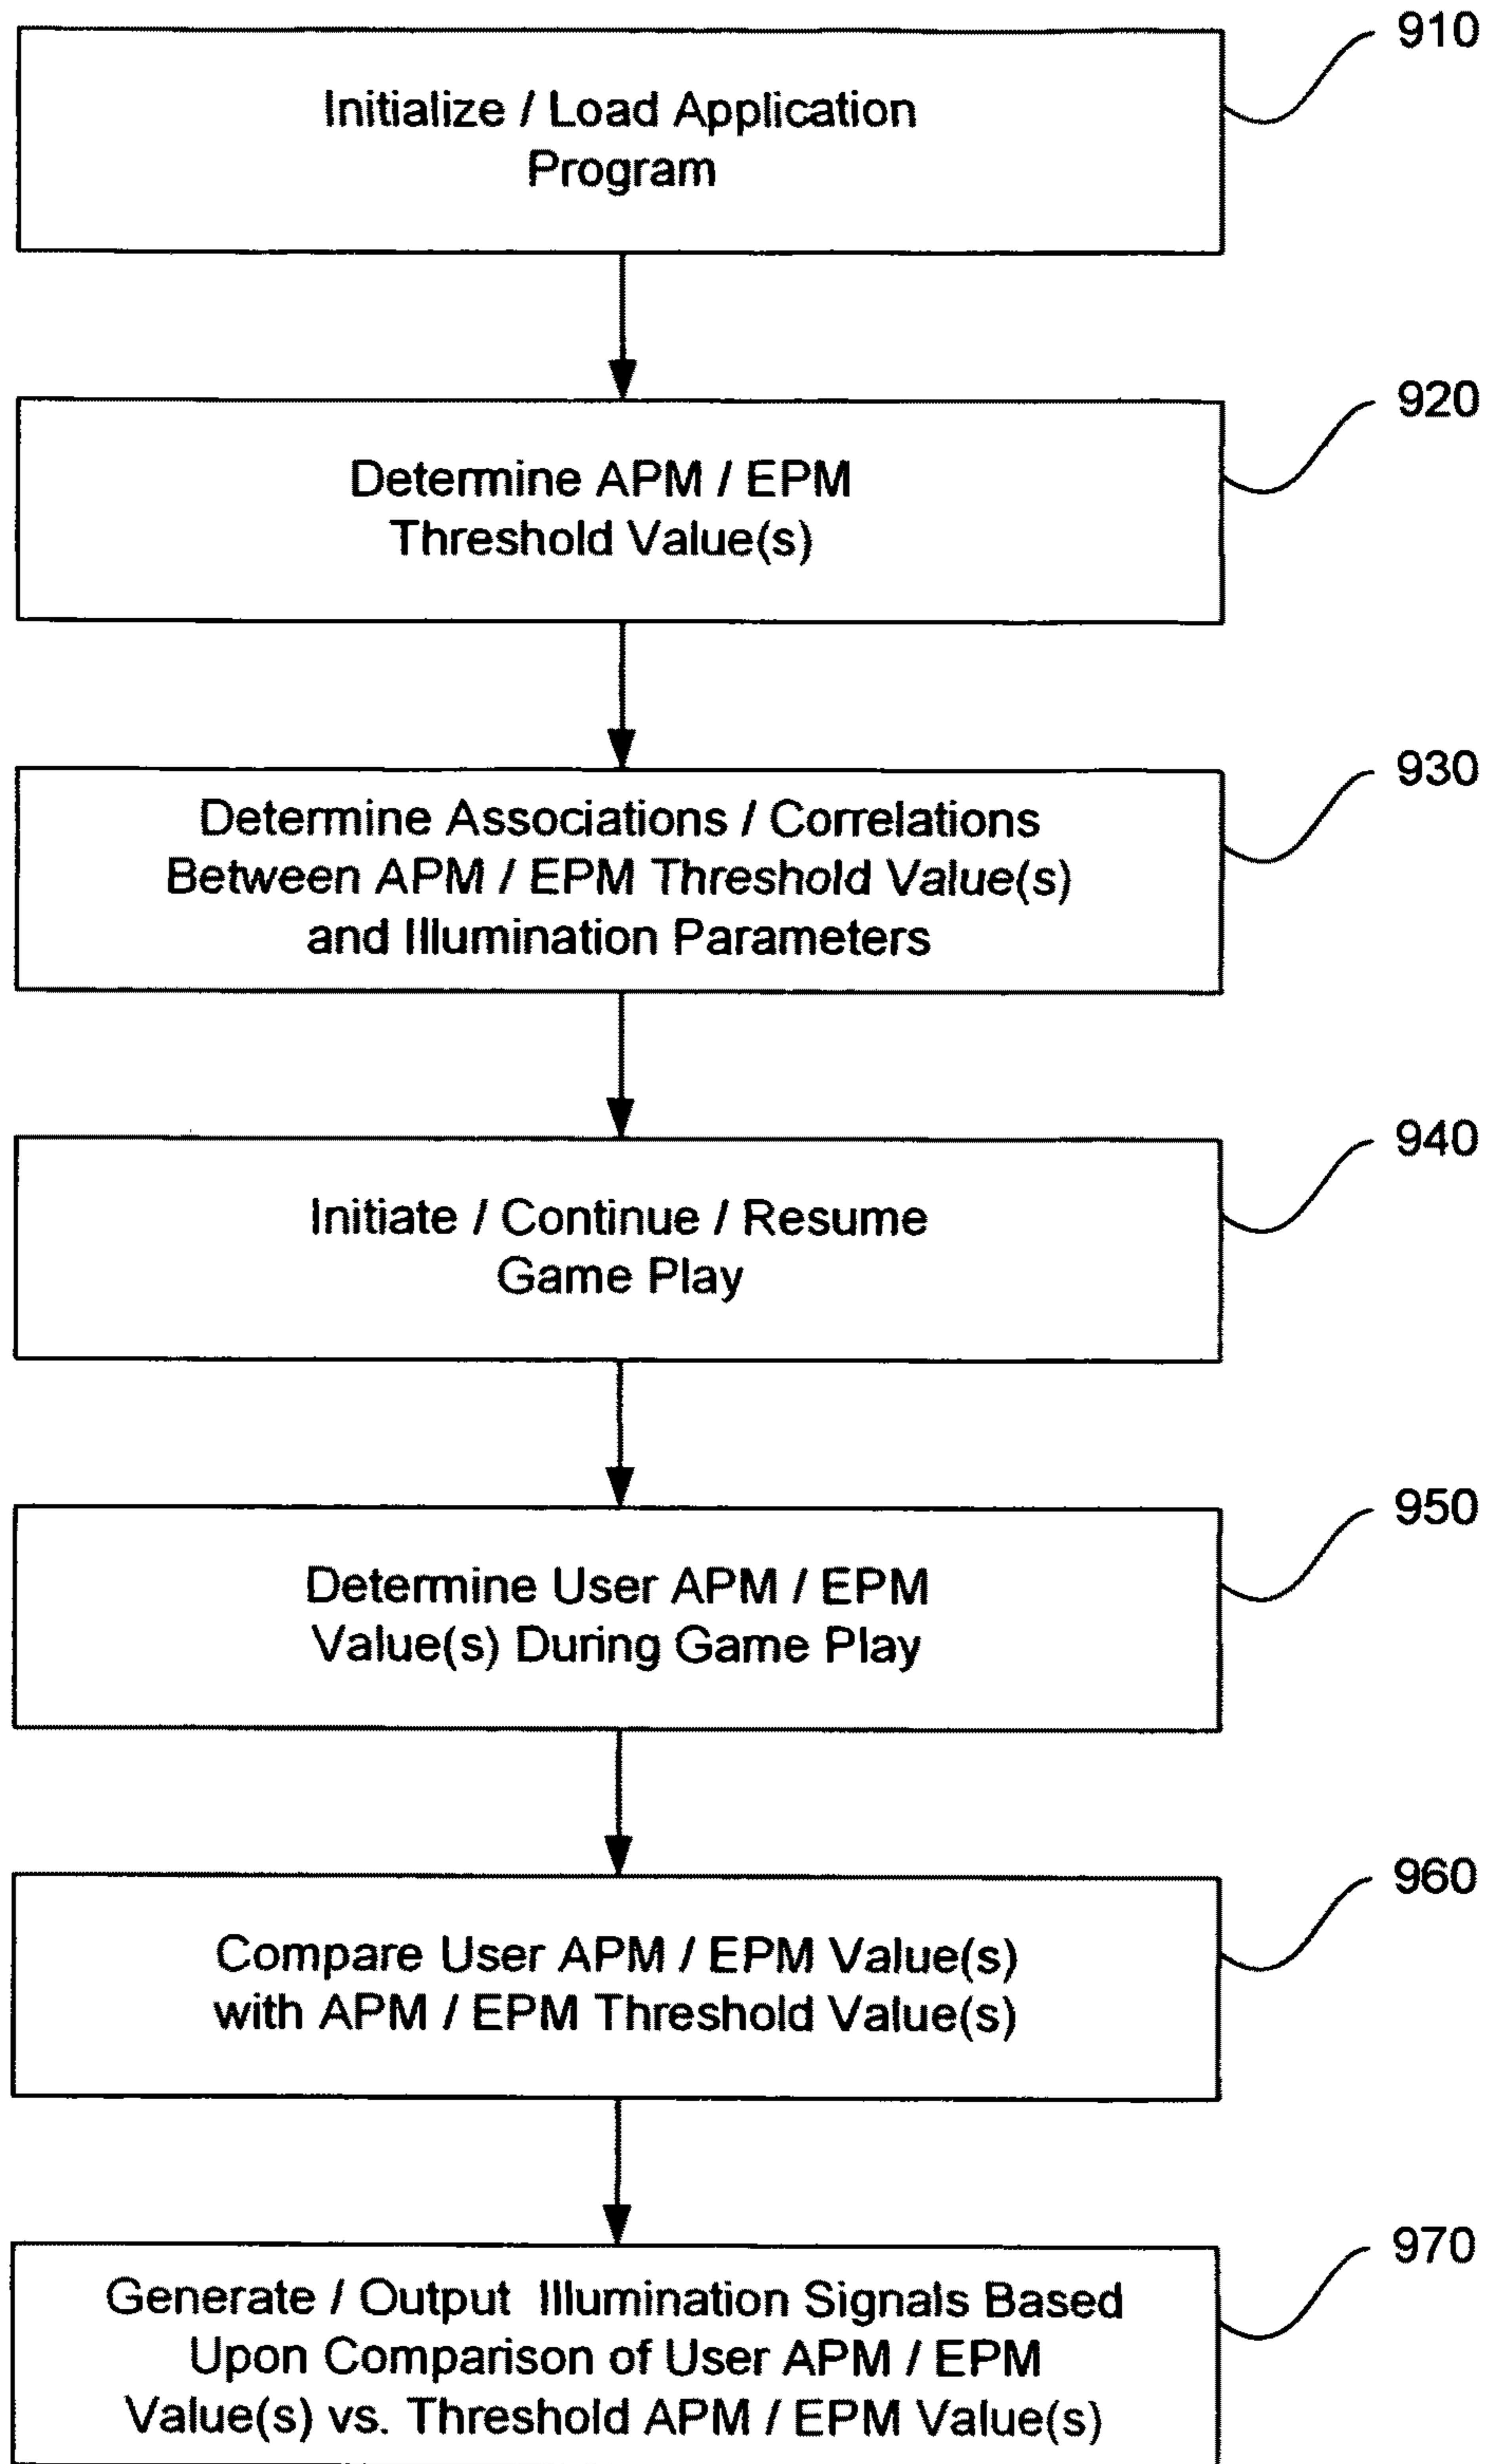 910
Initialize / Load Application
Program
920
Determine APM / EPM
Threshold Value(s)
930
Determine Associations / Correlations
Between APM / EPM Threshold Value(s)
and Illumination Parameters
940
Initiate / Continue / Resume
Game Play
950
Determine User APM / EPM
Value(s) During Game Play
960
Compare User APM / EPM Value(s)
with APM / EPM Threshold Value(s)
970
Generate / Output Illumination Signals Based
Upon Comparison of User APM / EPM
Value(s) vs. Threshold APM / EPM Value(s)